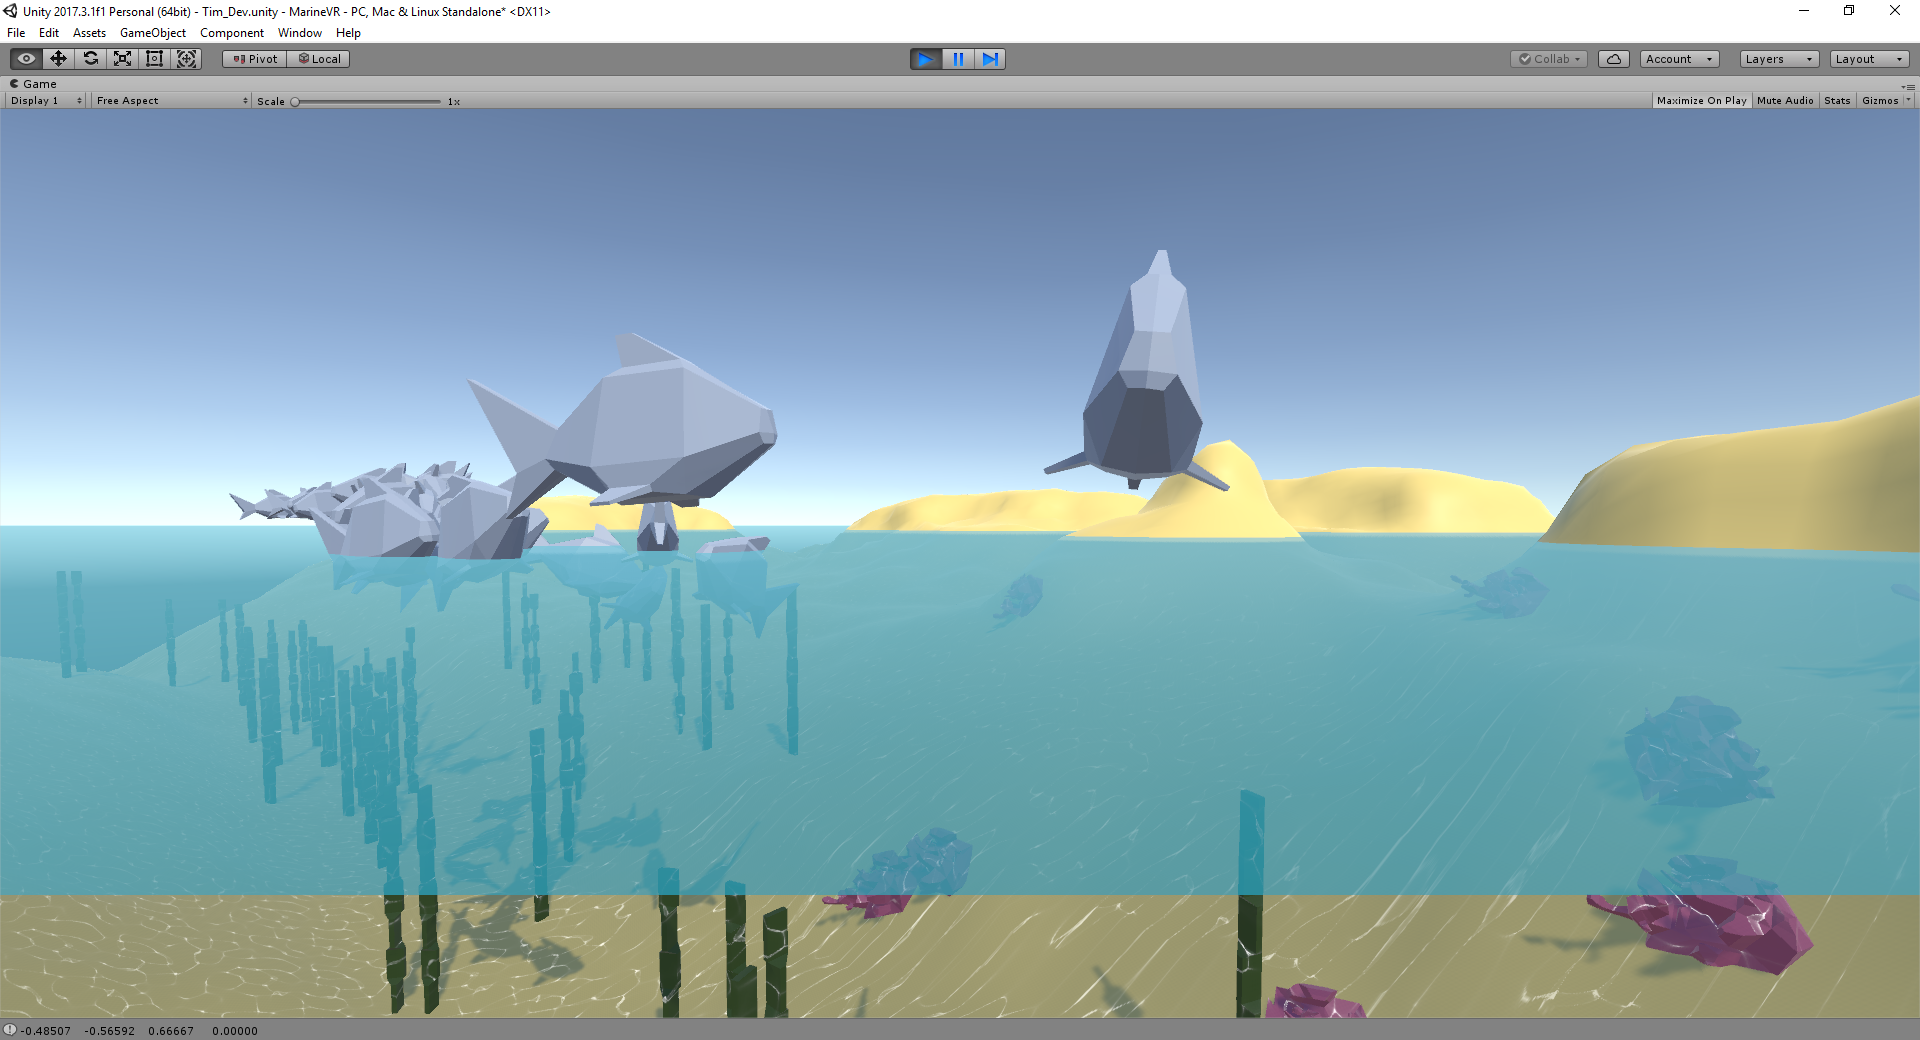 Unity 2017.3.1f1 Personal (64bit) - Tim_Dev.unity - MarineVR - PC, Mac & Linux Standalone* <DX11>
File Edit Assets GameObject Component Window Help
Pivot Local Collab Account Layers Layout
Game
Display 1 Free Aspect Scale 1x Maximize On Play Mute Audio Stats Gizmos
-0.48507 -0.56592 0.66667 0.00000